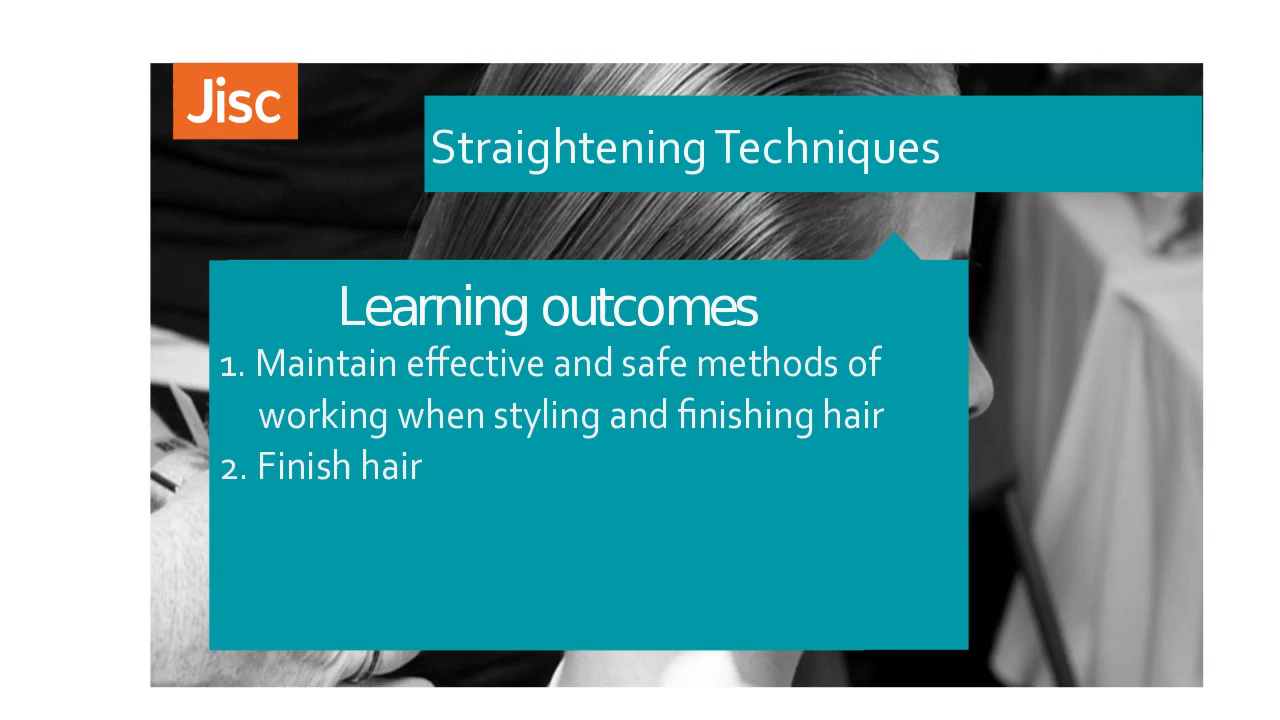 Jisc
Straightening Techniques
Learning outcomes
1. Maintain effective and safe methods of
working when styling and finishing hair
2. Finish hair